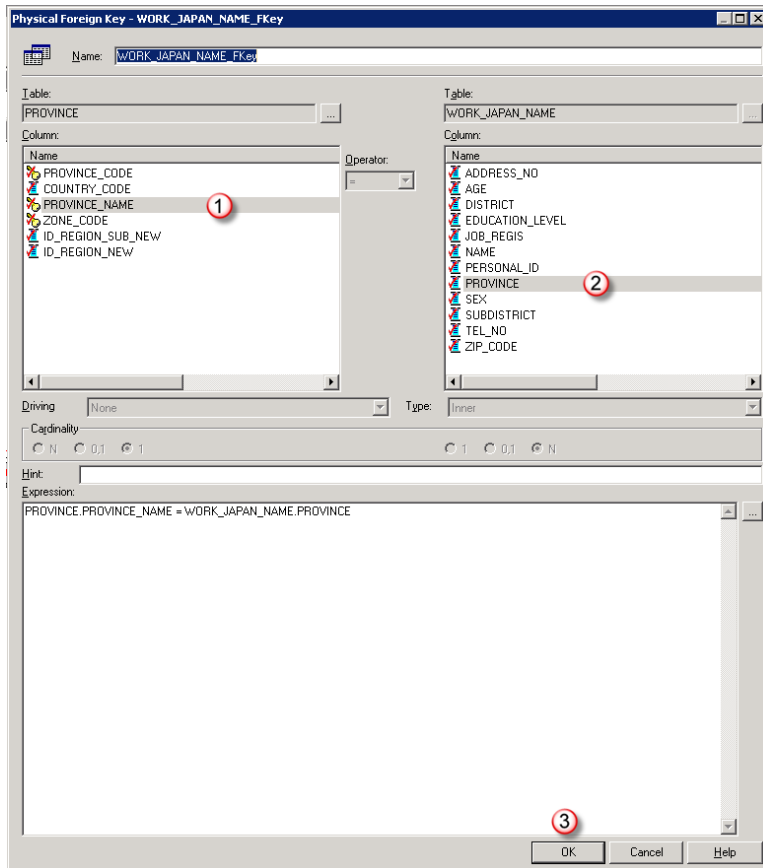 Physical Foreign Key - WORK_JAPAN_NAME_FKey
Name: WORK_JAPAN_NAME_FKey
Table: Table:
PROVINCE ... WORK_JAPAN_NAME ...
Column: Operator: Column:
Name = Name
PROVINCE_CODE ADDRESS_NO
COUNTRY_CODE AGE
PROVINCE_NAME 1 DISTRICT
ZONE_CODE EDUCATION_LEVEL
ID_REGION_SUB_NEW JOB_REGIS
ID_REGION_NEW NAME
PERSONAL_ID
PROVINCE 2
SEX
SUBDISTRICT
TEL_NO
ZIP_CODE
Driving None Type: Inner
Cardinality
N 0,1 1 1 0,1 N
Hint:
Expression:
PROVINCE.PROVINCE_NAME = WORK_JAPAN_NAME.PROVINCE ...
3
OK Cancel Help